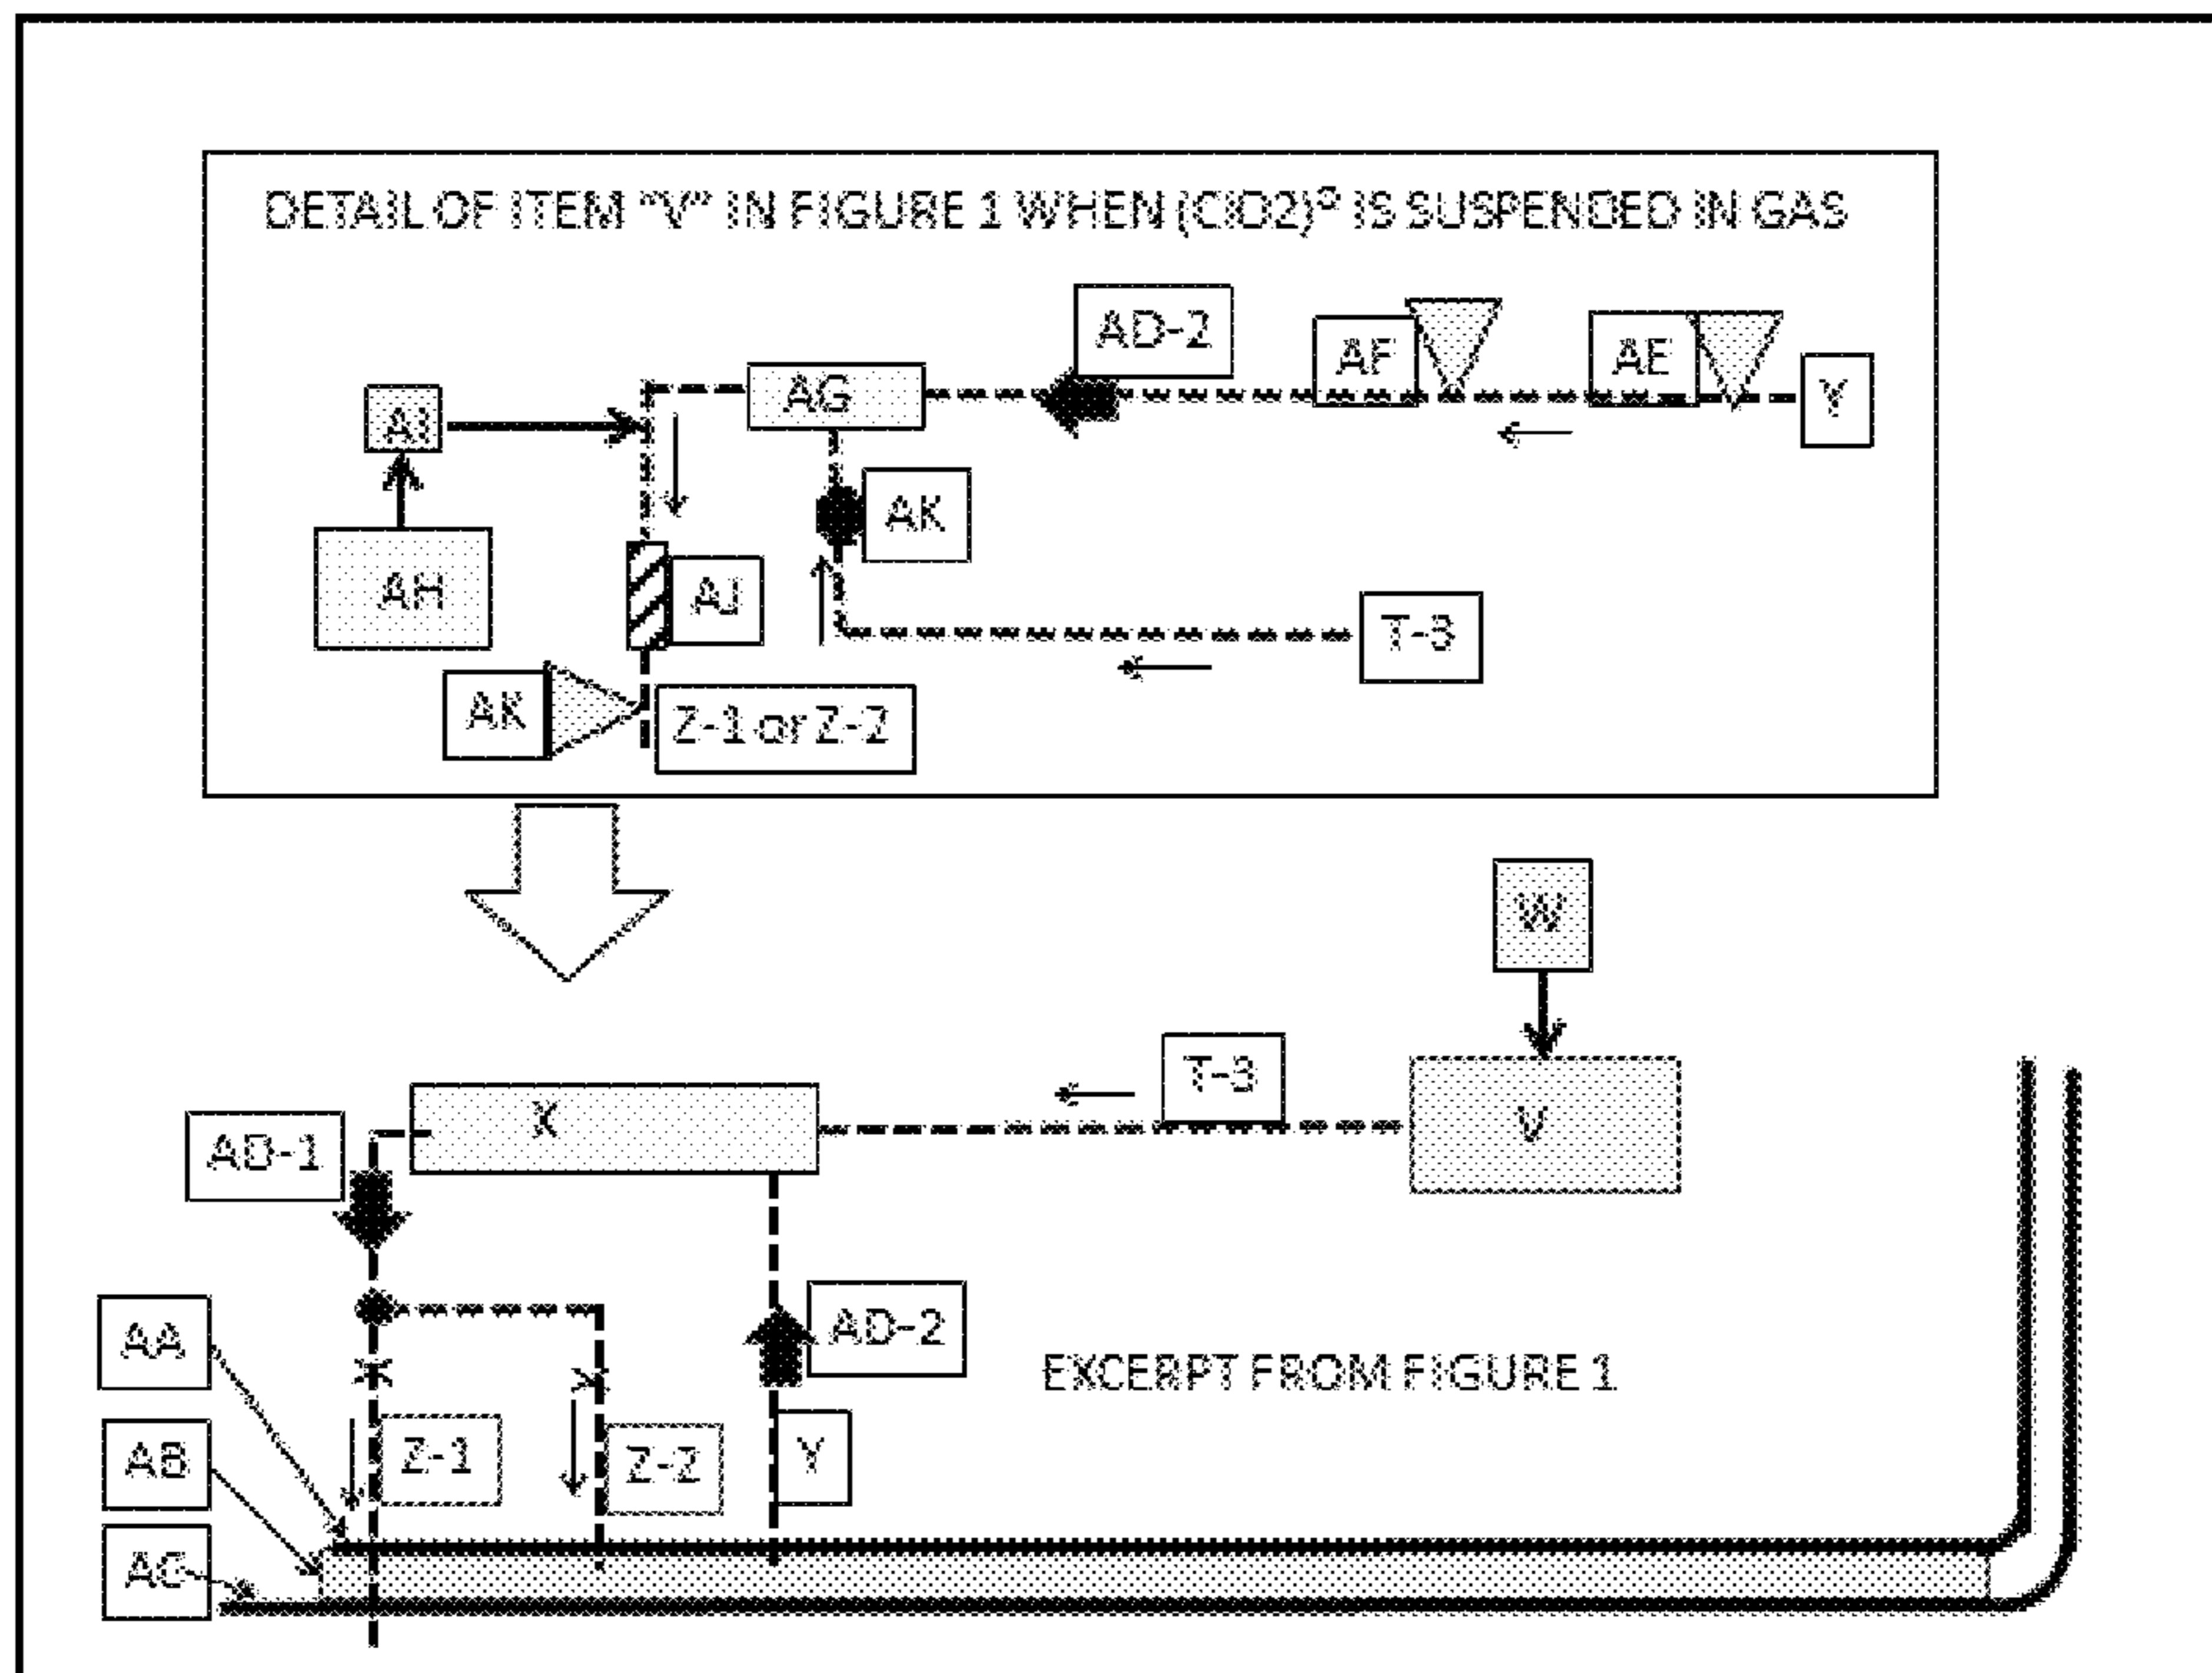 DETAIL OF ITEM "V" IN FIGURE 1 WHEN (ClO2)° IS SUSPENDED IN GAS
AD-2
AF
AE
Y
AG
AI
AK
AH
AJ
T-3
AK
Z-1 or Z-2
W
T-3
X
V
AD-1
AD-2
AA
EXCERPT FROM FIGURE 1
Z-1
Z-2
Y
AB
AC